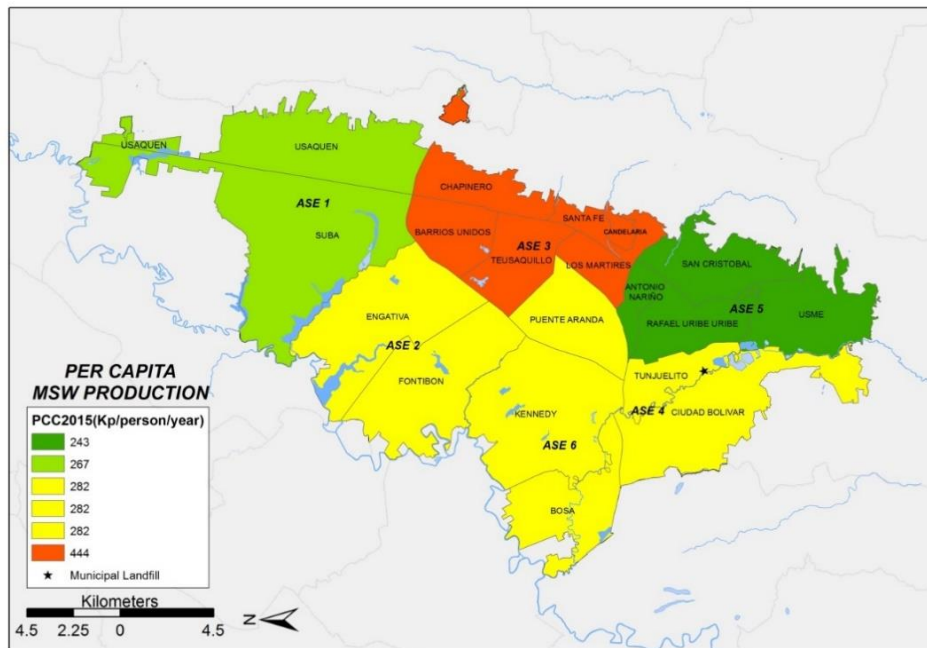 USAQUEN
USAQUEN
ASE 1
SUBA
CHAPINERO
SANTA FE
CANDELARIA
BARRIOS UNIDOS
ASE 3
TEUSAQUILLO
LOS MARTIRES
SAN CRISTOBAL
ANTONIO
NARIÑO
ASE 5
USME
RAFAEL URIBE URIBE
ENGATIVA
PUENTE ARANDA
ASE 2
FONTIBON
TUNJUELITO
KENNEDY
ASE 4
CIUDAD BOLIVAR
ASE 6
BOSA
PER CAPITA
MSW PRODUCTION
PCC2015(Kp/person/year)
243
267
282
282
282
444
Municipal Landfill
Kilometers
4.5 2.25 0 4.5
N